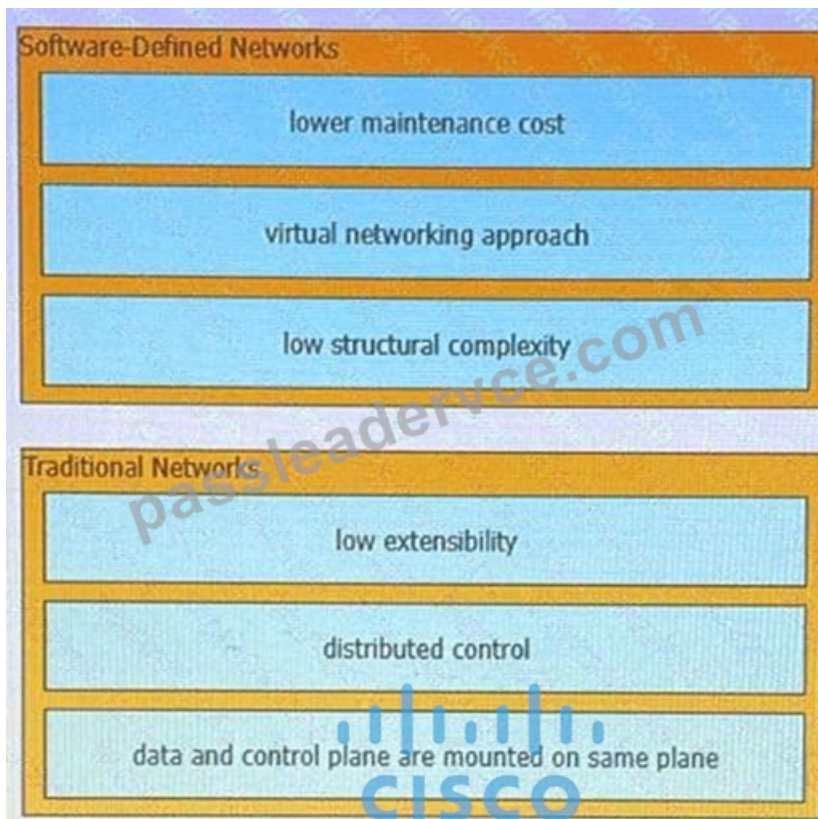 Software-Defined Networks
lower maintenance cost
virtual networking approach
low structural complexity
passleadervce.com
Traditional Networks
low extensibility
distributed control
data and control plane are mounted on same plane
CISCO